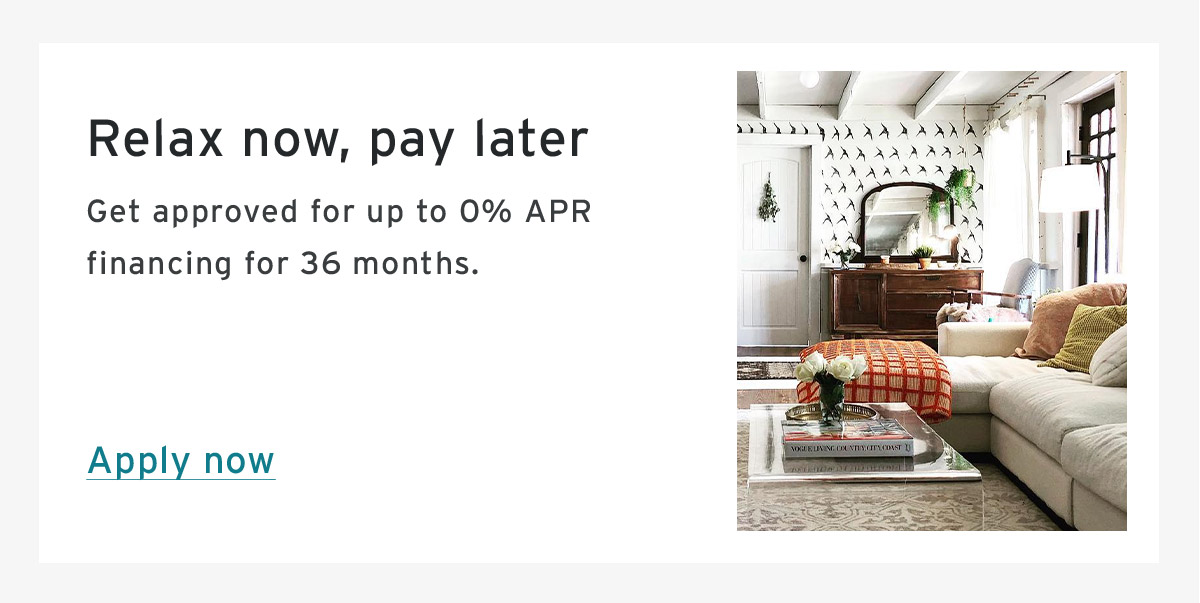 Relax now, pay later
Get approved for up to 0% APR
financing for 36 months.
Apply now
VOGUE LIVING COUNTRY, CITY, COAST